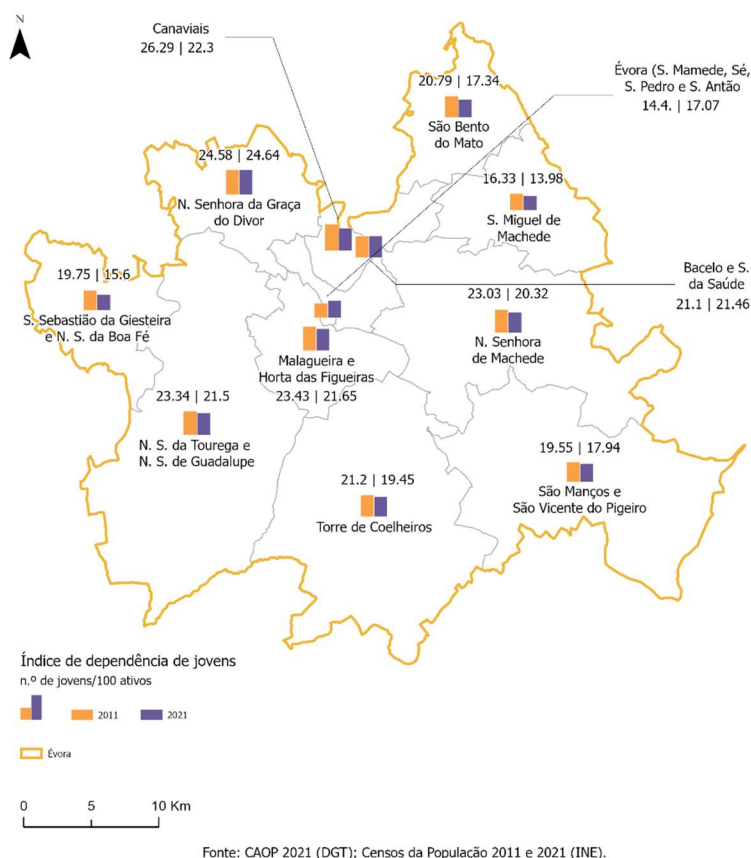 N
Canaviais
26.29 | 22.3
20.79 | 17.34
São Bento
do Mato
Évora (S. Mamede, Sé,
S. Pedro e S. Antão
14.4. | 17.07
24.58 | 24.64
N. Senhora da Graça
do Divor
16.33 | 13.98
S. Miguel de
Machede
19.75 | 15.6
S. Sebastião da Giesteira
e N. S. da Boa Fé
Bacelo e S.
da Saúde
21.1 | 21.46
23.03 | 20.32
N. Senhora
de Machede
Malagueira e
Horta das Figueiras
23.43 | 21.65
23.34 | 21.5
N. S. da Tourega e
N. S. de Guadalupe
21.2 | 19.45
Torre de Coelheiros
19.55 | 17.94
São Manços e
São Vicente do Pigeiro
Índice de dependência de jovens
n.º de jovens/100 ativos
2011 2021
Évora
0 5 10 Km
Fonte: CAOP 2021 (DGT); Censos da População 2011 e 2021 (INE).